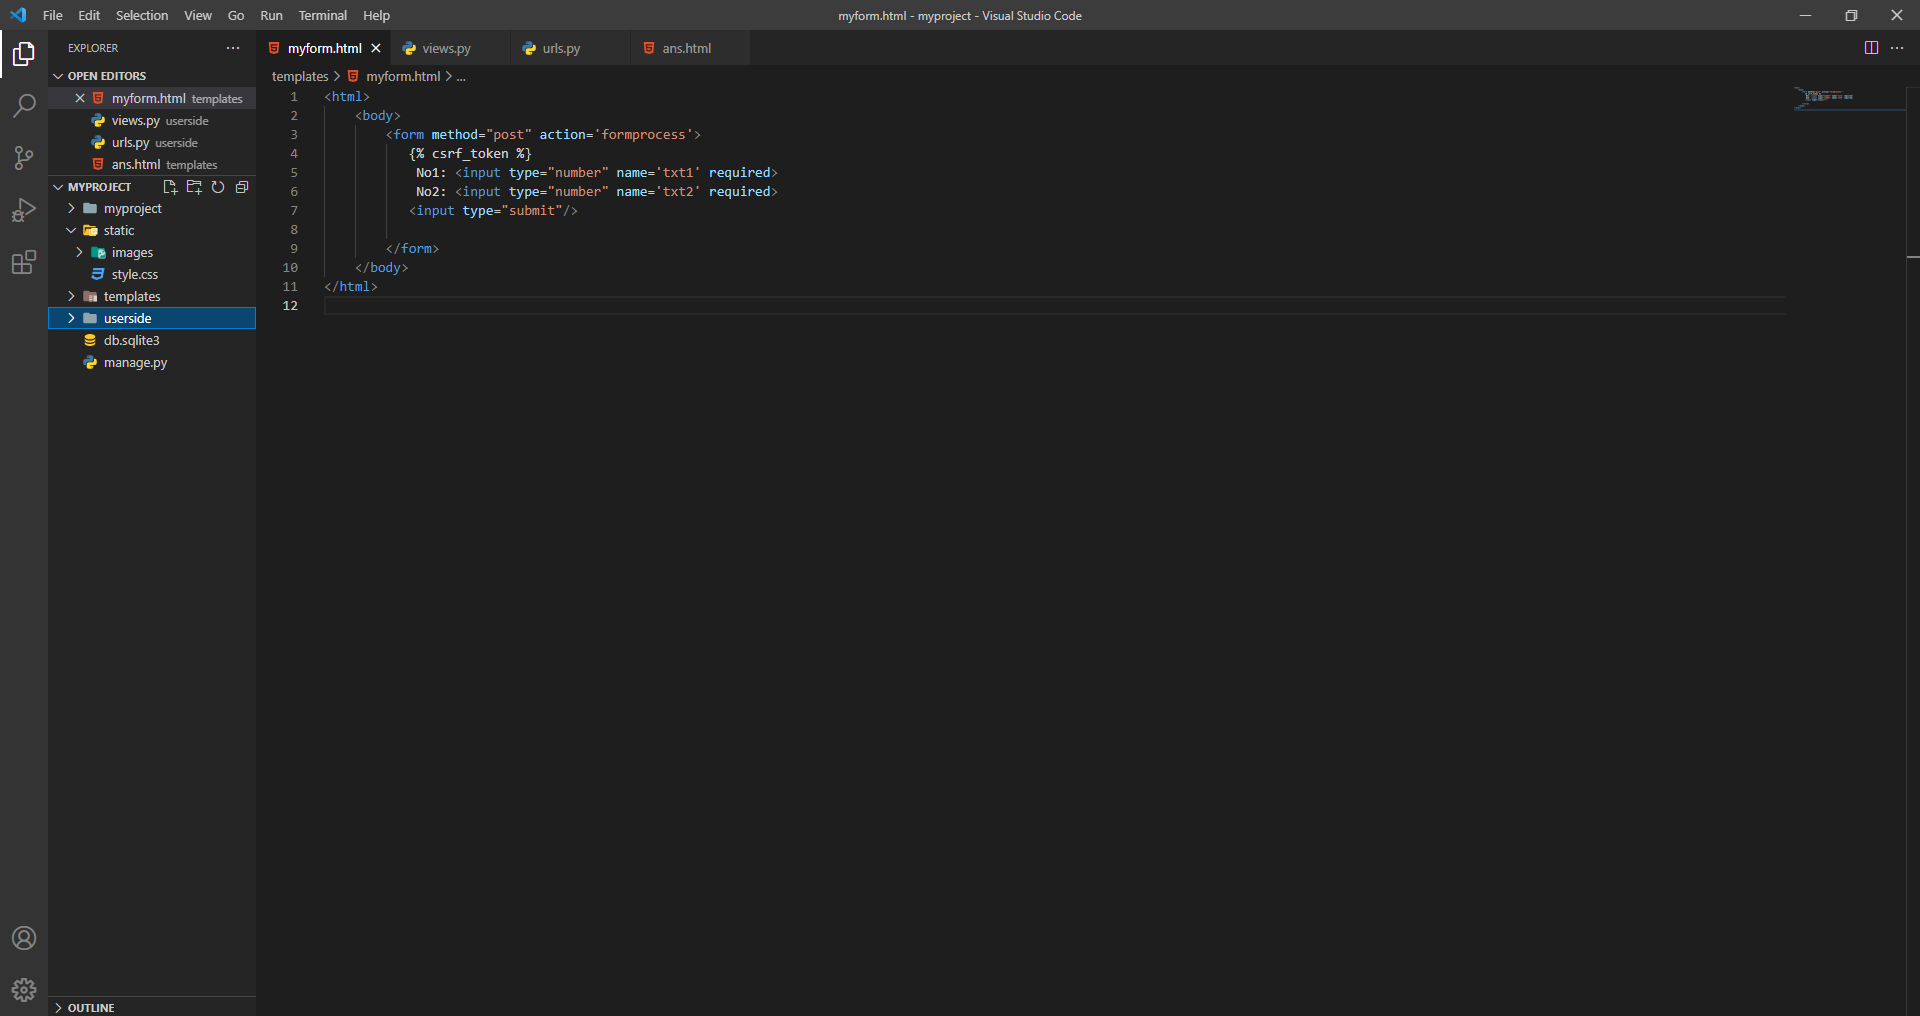 File Edit Selection View Go Run Terminal Help
myform.html - myproject - Visual Studio Code
EXPLORER
OPEN EDITORS
myform.html templates
views.py userside
urls.py userside
ans.html templates
MYPROJECT
myproject
static
images
style.css
templates
userside
db.sqlite3
manage.py
OUTLINE
myform.html
views.py
urls.py
ans.html
templates > myform.html > ...
1 <html>
2 <body>
3 <form method="post" action='formprocess'>
4 {% csrf_token %}
5 No1: <input type="number" name='txt1' required>
6 No2: <input type="number" name='txt2' required>
7 <input type="submit"/>
8
9 </form>
10 </body>
11 </html>
12